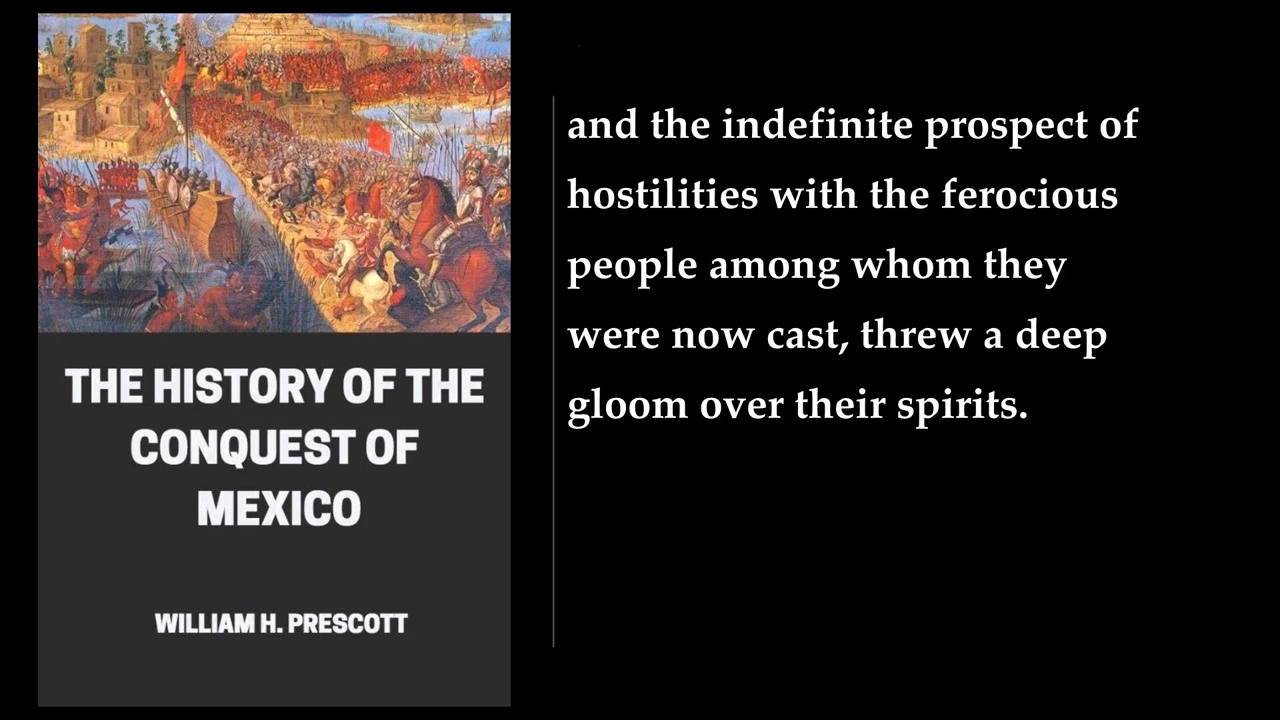 THE HISTORY OF THE
CONQUEST OF
MEXICO
WILLIAM H. PRESCOTT
and the indefinite prospect of
hostilities with the ferocious
people among whom they
were now cast, threw a deep
gloom over their spirits.